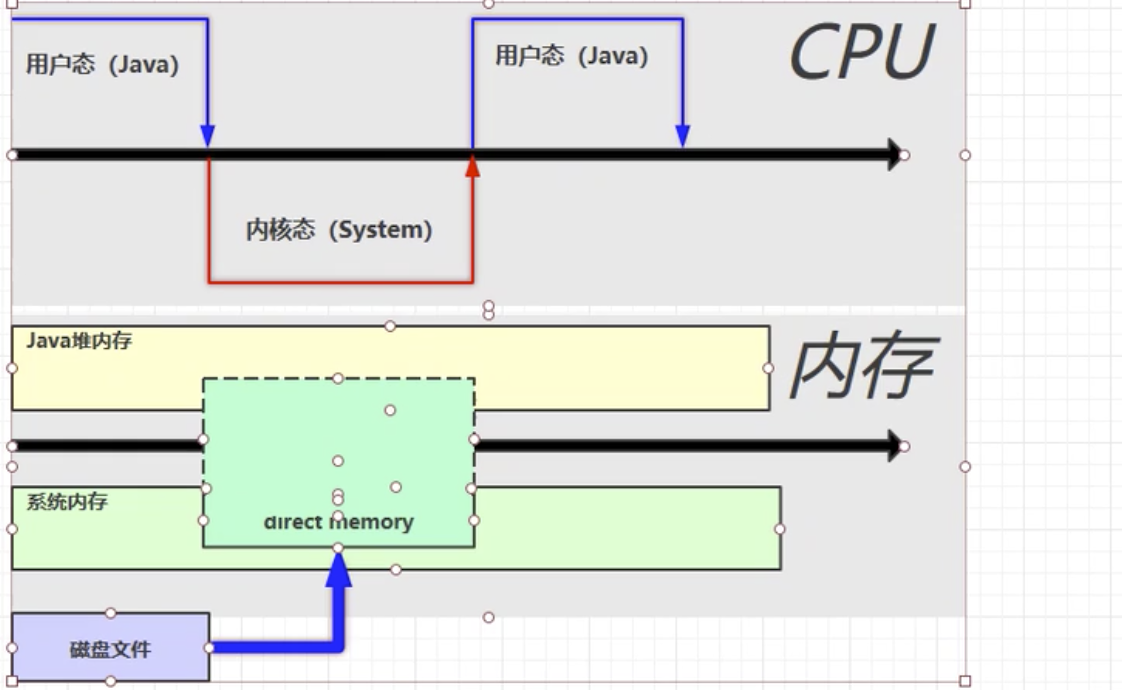 用户态（Java）
用户态（Java）
CPU
内核态（System）
Java堆内存
内存
系统内存
direct memory
磁盘文件